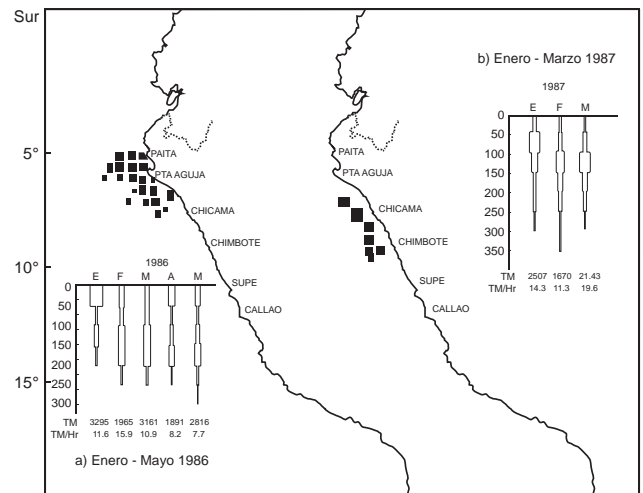 Sur
b) Enero - Marzo 1987
1987
E F M
0
50
100
150
200
250
300
350
TM 2507 1670 21.43
TM/Hr 14.3 11.3 19.6
5°
10°
15°
PAITA
PTA AGUJA
CHICAMA
CHIMBOTE
SUPE
CALLAO
PAITA
PTA AGUJA
CHICAMA
CHIMBOTE
SUPE
CALLAO
1986
E F M A M
0
50
100
150
200
250
300
TM 3295 1965 3161 1891 2816
TM/Hr 11.6 15.9 10.9 8.2 7.7
a) Enero - Mayo 1986